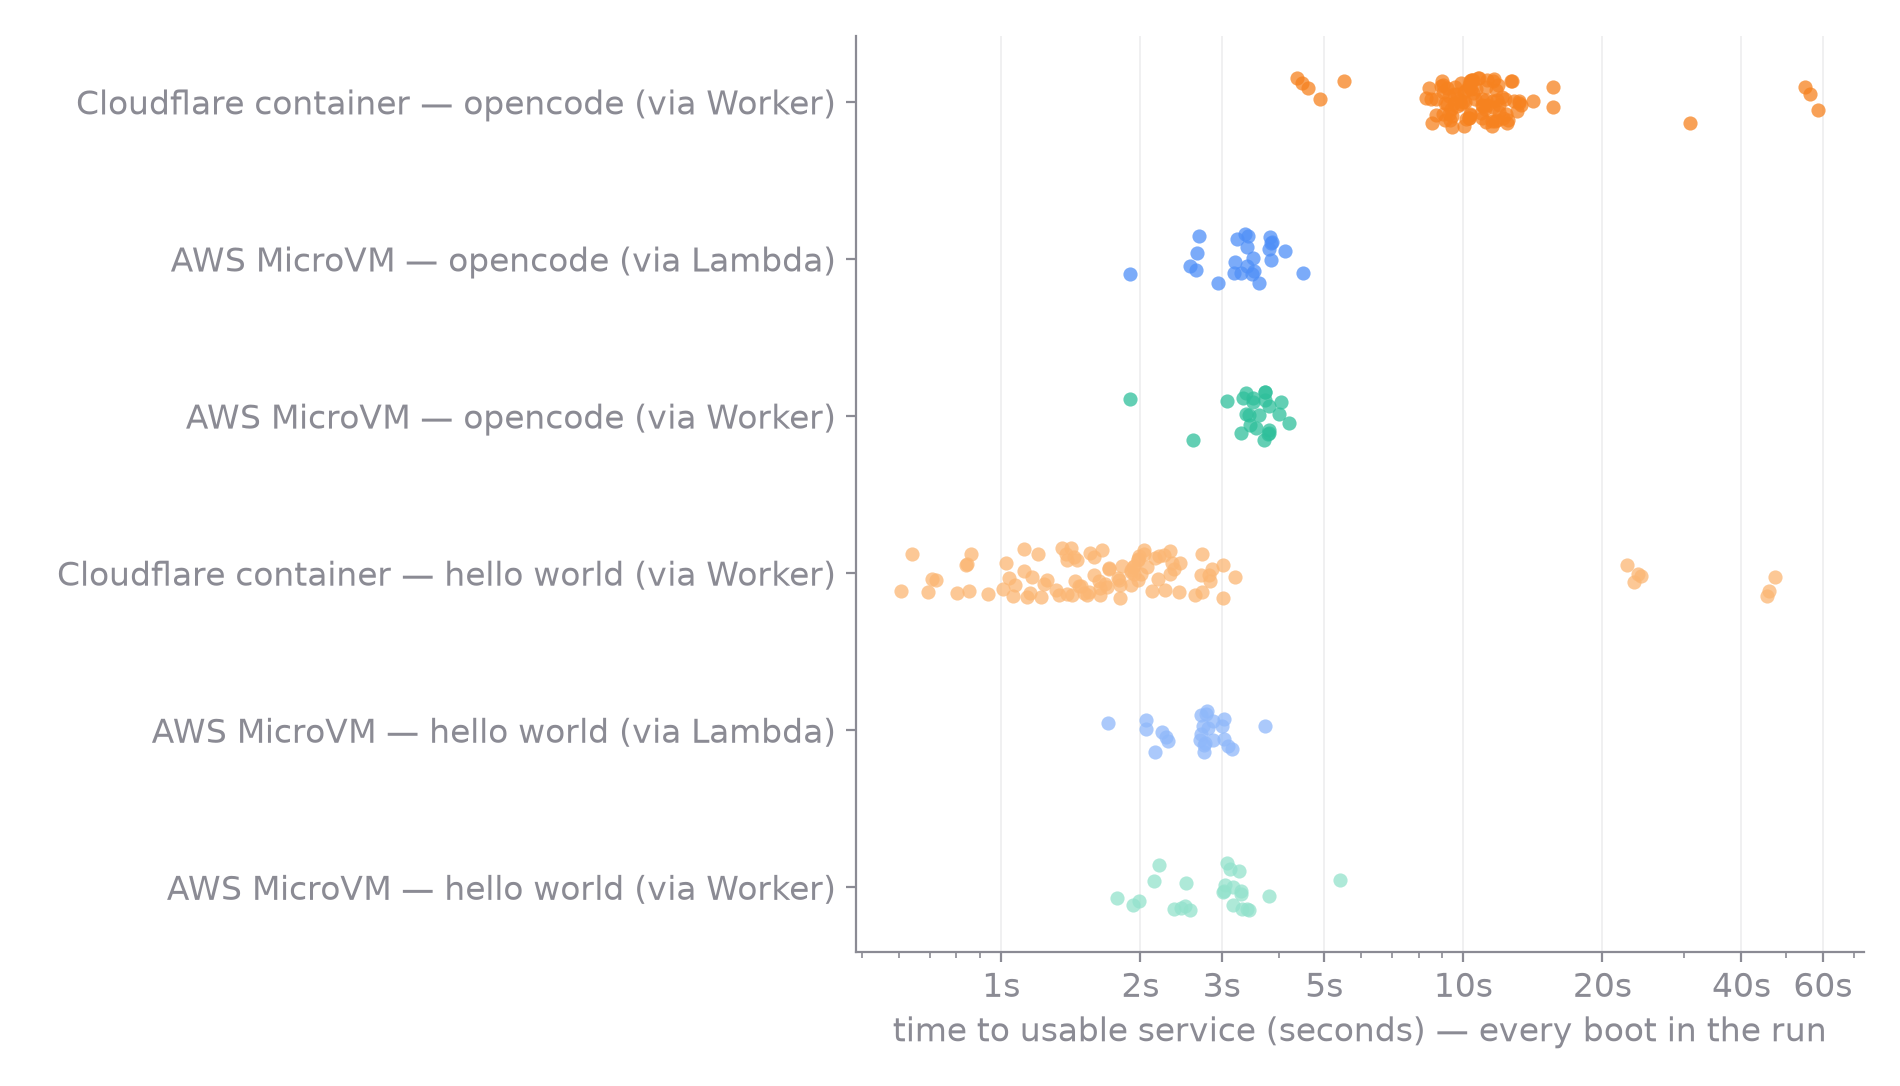 Cloudflare container — opencode (via Worker)
AWS MicroVM — opencode (via Lambda)
AWS MicroVM — opencode (via Worker)
Cloudflare container — hello world (via Worker)
AWS MicroVM — hello world (via Lambda)
AWS MicroVM — hello world (via Worker)
1s 2s 3s 5s 10s 20s 40s 60s
time to usable service (seconds) — every boot in the run